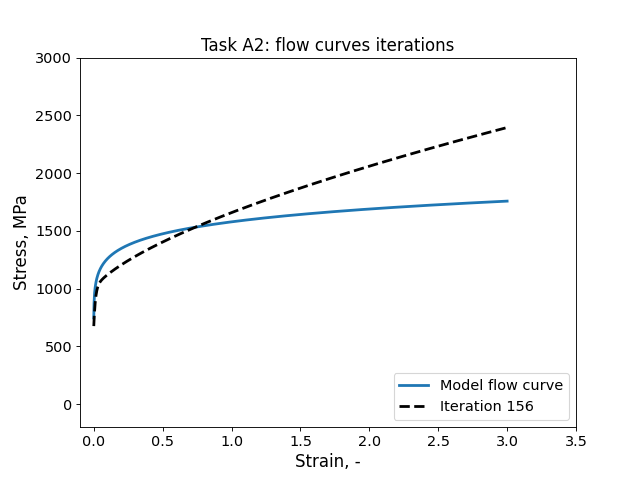 Task A2: flow curves iterations
3000
2500
2000
1500
1000
500
0
Stress, MPa
Model flow curve
Iteration 156
0.0 0.5 1.0 1.5 2.0 2.5 3.0 3.5
Strain, -